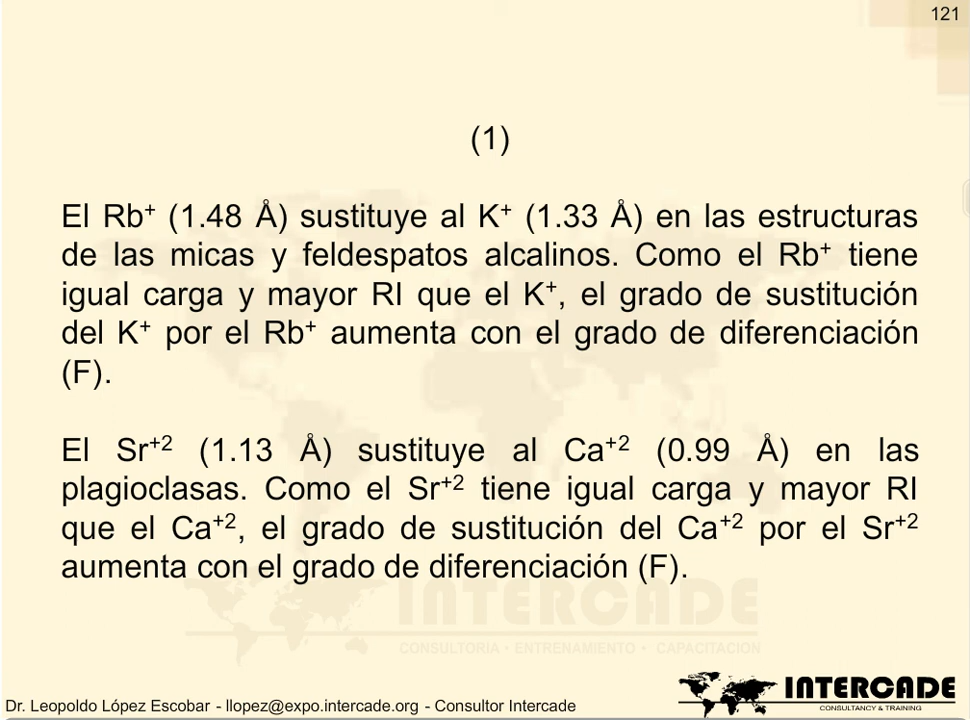 121
(1)
El Rb⁺ (1.48 Å) sustituye al K⁺ (1.33 Å) en las estructuras
de las micas y feldespatos alcalinos. Como el Rb⁺ tiene
igual carga y mayor RI que el K⁺, el grado de sustitución
del K⁺ por el Rb⁺ aumenta con el grado de diferenciación
(F).
El Sr⁺² (1.13 Å) sustituye al Ca⁺² (0.99 Å) en las
plagioclasas. Como el Sr⁺² tiene igual carga y mayor RI
que el Ca⁺², el grado de sustitución del Ca⁺² por el Sr⁺²
aumenta con el grado de diferenciación (F).
INTERCADE
CONSULTORIA • ENTRENAMIENTO • CAPACITACION
INTERCADE
CONSULTANCY & TRAINING
Dr. Leopoldo López Escobar - llopez@expo.intercade.org - Consultor Intercade